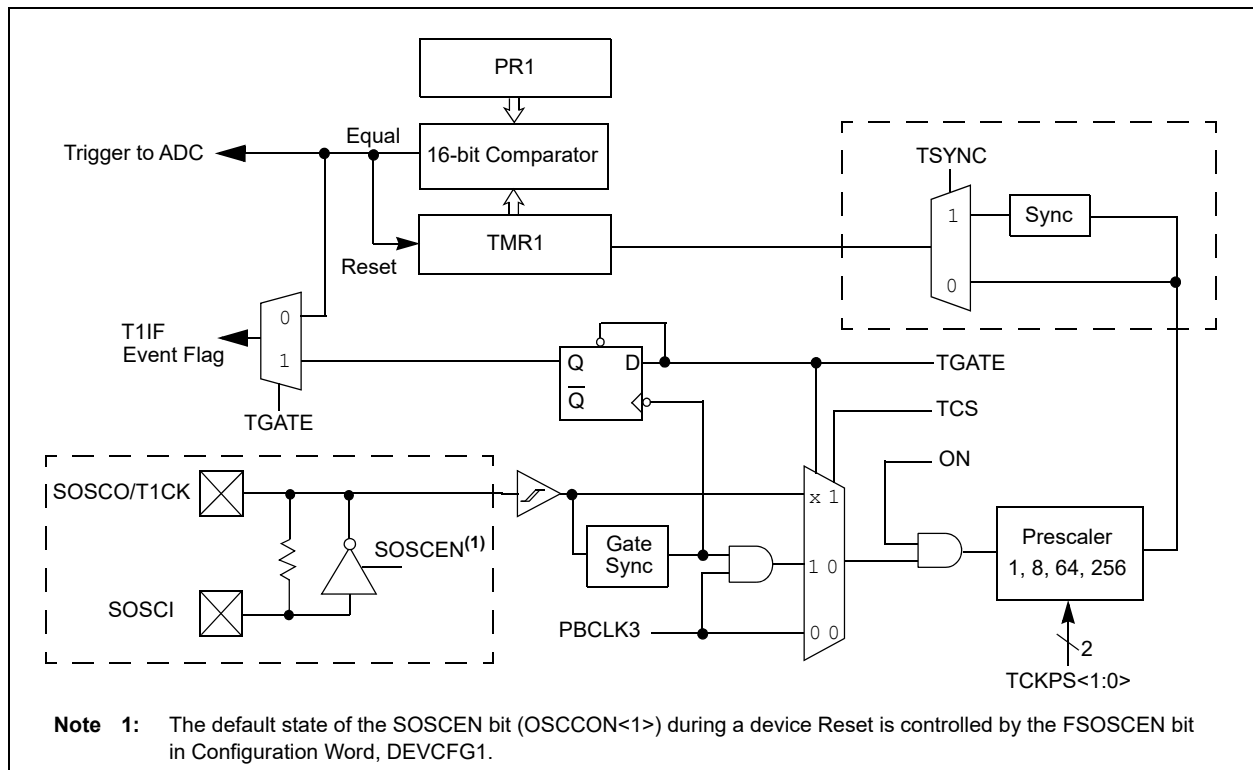 PR1
Equal
16-bit Comparator
Trigger to ADC
TSYNC
1
Sync
TMR1
Reset
0
T1IF
Event Flag
0
1
TGATE
Q
D
Q
TGATE
TCS
ON
SOSCO/T1CK
x 1
SOSCEN(1)
Gate
Sync
1 0
Prescaler
1, 8, 64, 256
SOSCI
PBCLK3
0 0
2
TCKPS<1:0>
Note 1: The default state of the SOSCEN bit (OSCCON<1>) during a device Reset is controlled by the FSOSCEN bit
in Configuration Word, DEVCFG1.